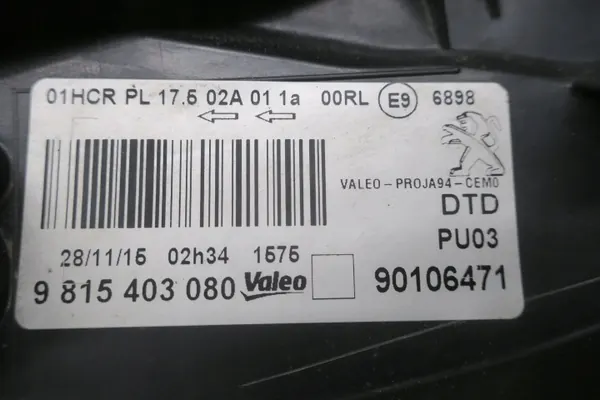 01HCR PL 17.5 02A 01 1a 00RL E9 6898
VALEO-PROJA94-CEM0
DTD
28/11/15 02h34 1575 PU03
9 815 403 080 Valeo 90106471